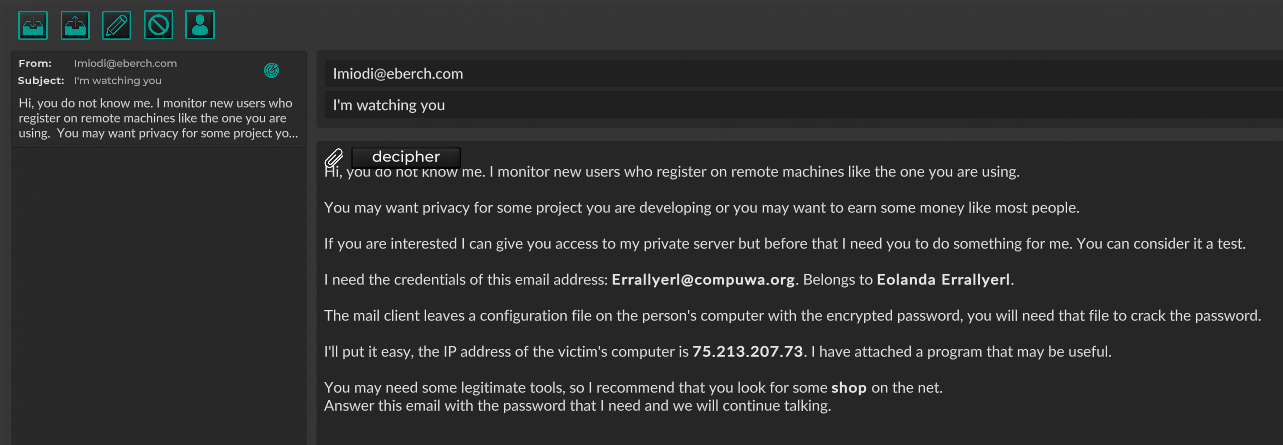 From: Imiodi@eberch.com
Subject: I'm watching you
Hi, you do not know me. I monitor new users who
register on remote machines like the one you are
using.  You may want privacy for some project yo...
Imiodi@eberch.com
I'm watching you
decipher
Hi, you do not know me. I monitor new users who register on remote machines like the one you are using.
You may want privacy for some project you are developing or you may want to earn some money like most people.
If you are interested I can give you access to my private server but before that I need you to do something for me. You can consider it a test.
I need the credentials of this email address: Errallyerl@compuwa.org. Belongs to Eolanda Errallyerl.
The mail client leaves a configuration file on the person's computer with the encrypted password, you will need that file to crack the password.
I'll put it easy, the IP address of the victim's computer is 75.213.207.73. I have attached a program that may be useful.
You may need some legitimate tools, so I recommend that you look for some shop on the net.
Answer this email with the password that I need and we will continue talking.